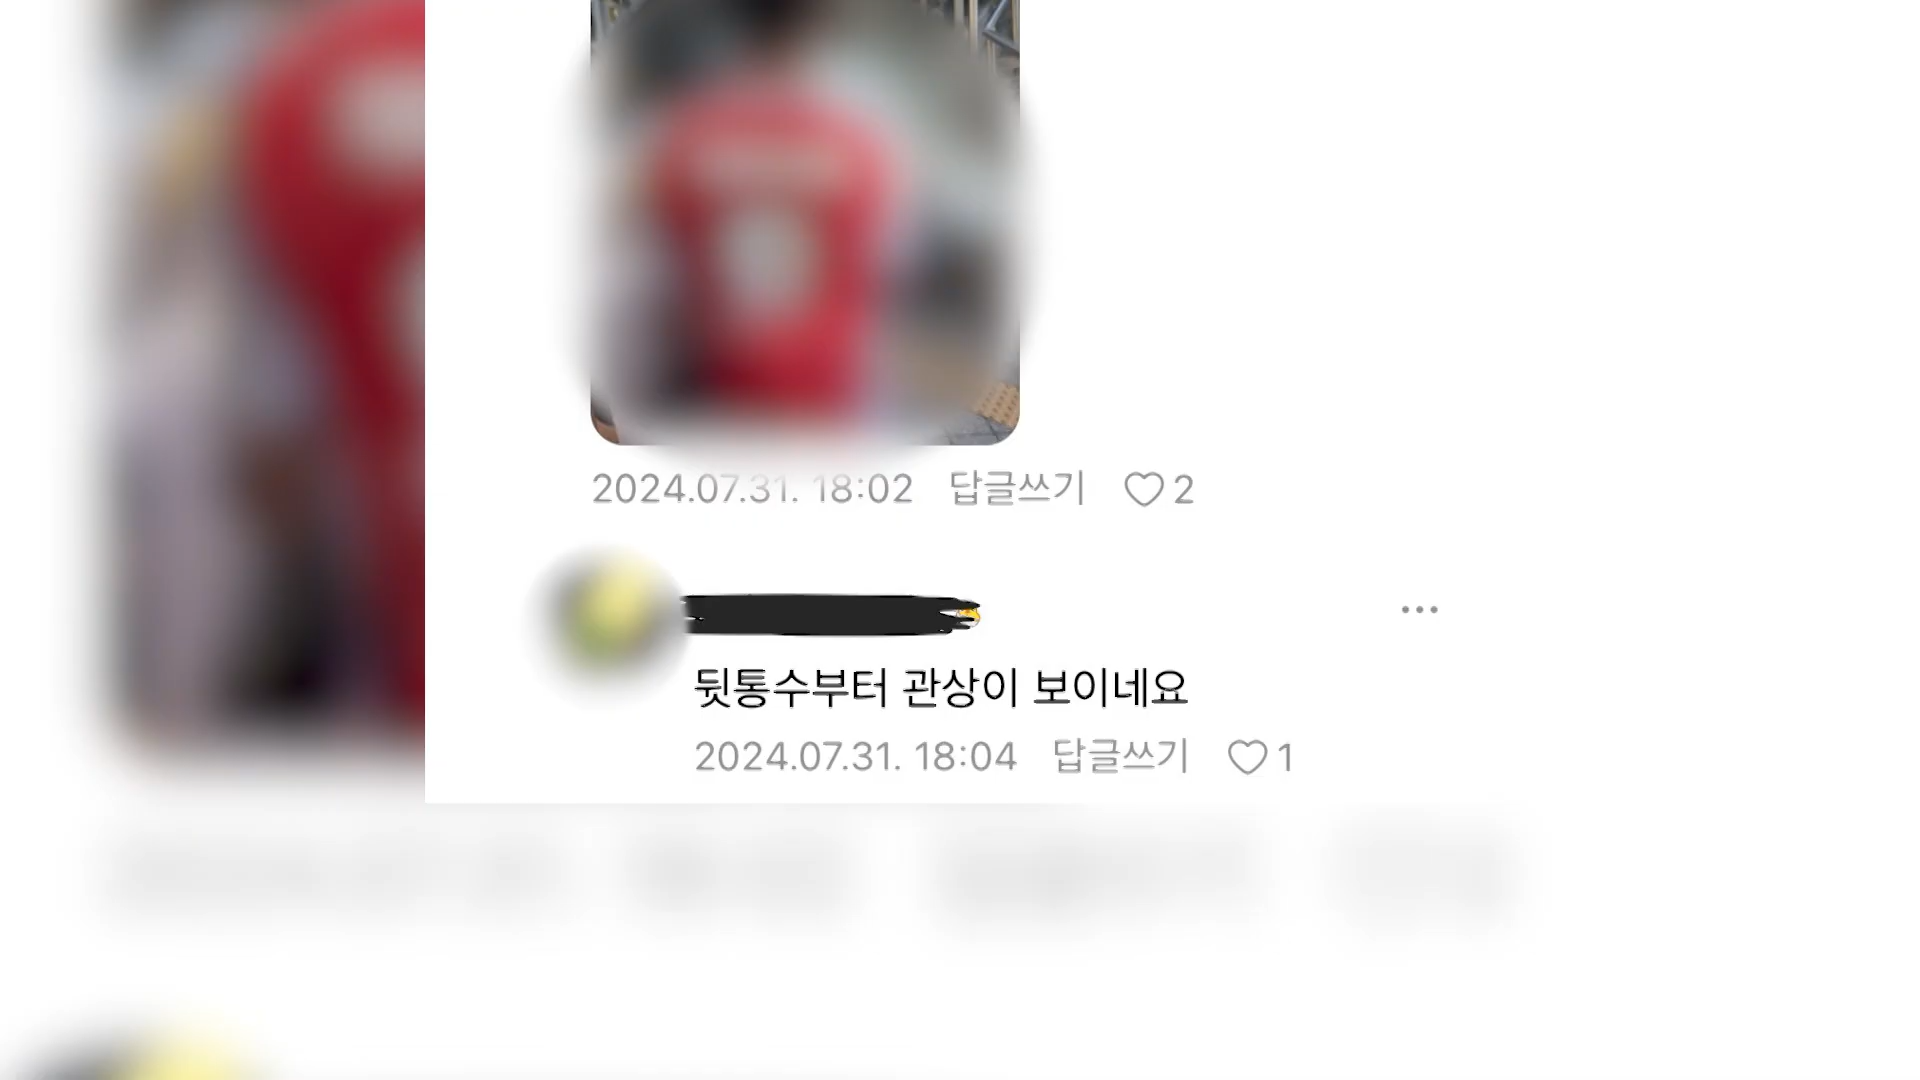 2024.07.31. 18:02 답글쓰기 2
뒷통수부터 관상이 보이네요
2024.07.31. 18:04 답글쓰기 1